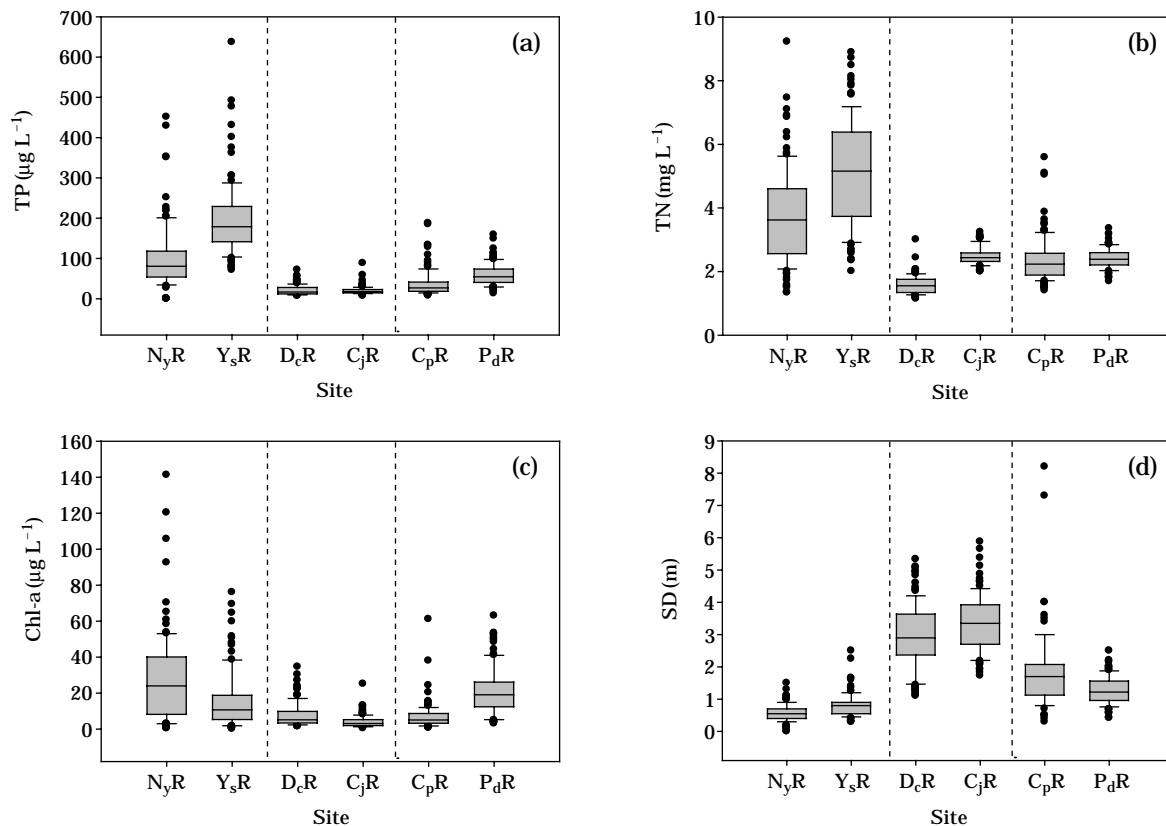 (a)
TP (μg L⁻¹)
700
600
500
400
300
200
100
0
NyR YsR DcR CjR CpR PdR
Site
(b)
TN (mg L⁻¹)
10
8
6
4
2
0
NyR YsR DcR CjR CpR PdR
Site
(c)
Chl-a (μg L⁻¹)
160
140
120
100
80
60
40
20
0
NyR YsR DcR CjR CpR PdR
Site
(d)
SD (m)
9
8
7
6
5
4
3
2
1
0
NyR YsR DcR CjR CpR PdR
Site